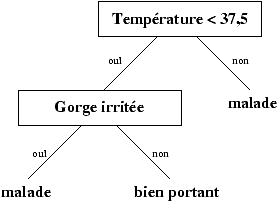 Température < 37,5
oui
non
Gorge irritée
malade
oui
non
malade
bien portant